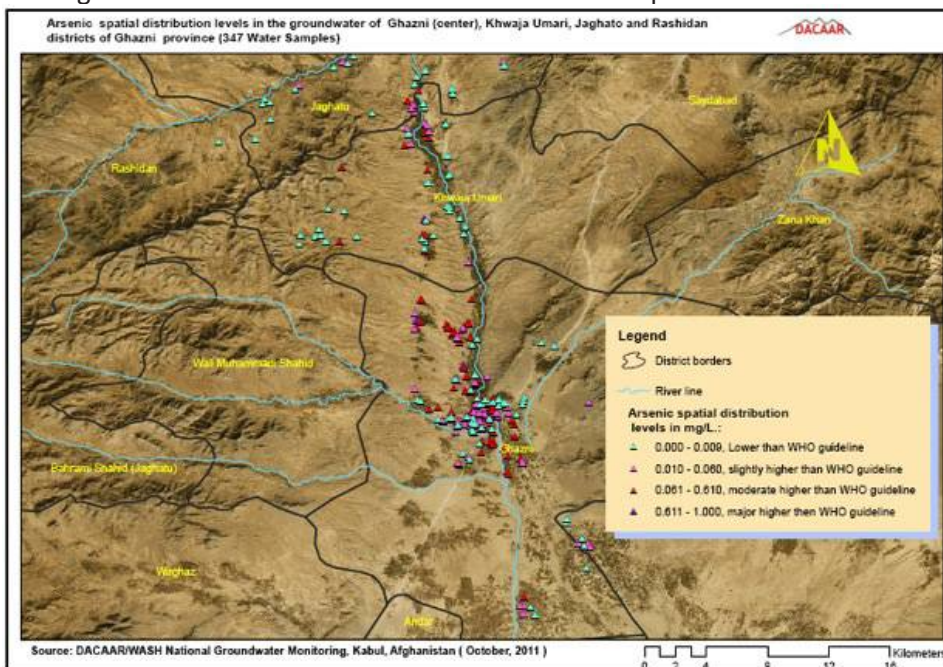 Arsenic spatial distribution levels in the groundwater of Ghazni (center), Khwaja Umari, Jaghato and Rashidan
districts of Ghazni province (347 Water Samples)
DACAAR
Jaghatu
Saydabad
N
Rashidan
Khwaja Umari
Zana Khan
Legend
District borders
River line
Wali Muhammadi Shahid
Arsenic spatial distribution
levels in mg/L.:
0.000 - 0.009, Lower than WHO guideline
0.010 - 0.060, slightly higher than WHO guideline
0.061 - 0.610, moderate higher than WHO guideline
0.611 - 1.000, major higher then WHO guideline
Ghazni
Bahrami Shahid (Jaghatu)
Waghaz
Andar
Source: DACAAR/WASH National Groundwater Monitoring, Kabul, Afghanistan ( October, 2011 )
Kilometers
0 2 4 8 12 16